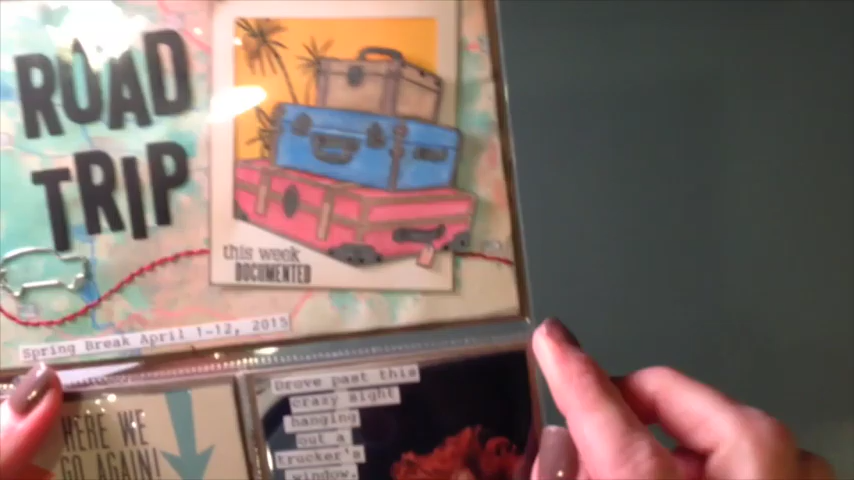 ROAD
TRIP
this week
DOCUMENTED
Spring Break April 1-12, 2015
HERE WE
GO AGAIN!
Drove past this
crazy sight
hanging
out a
trucker's
window.